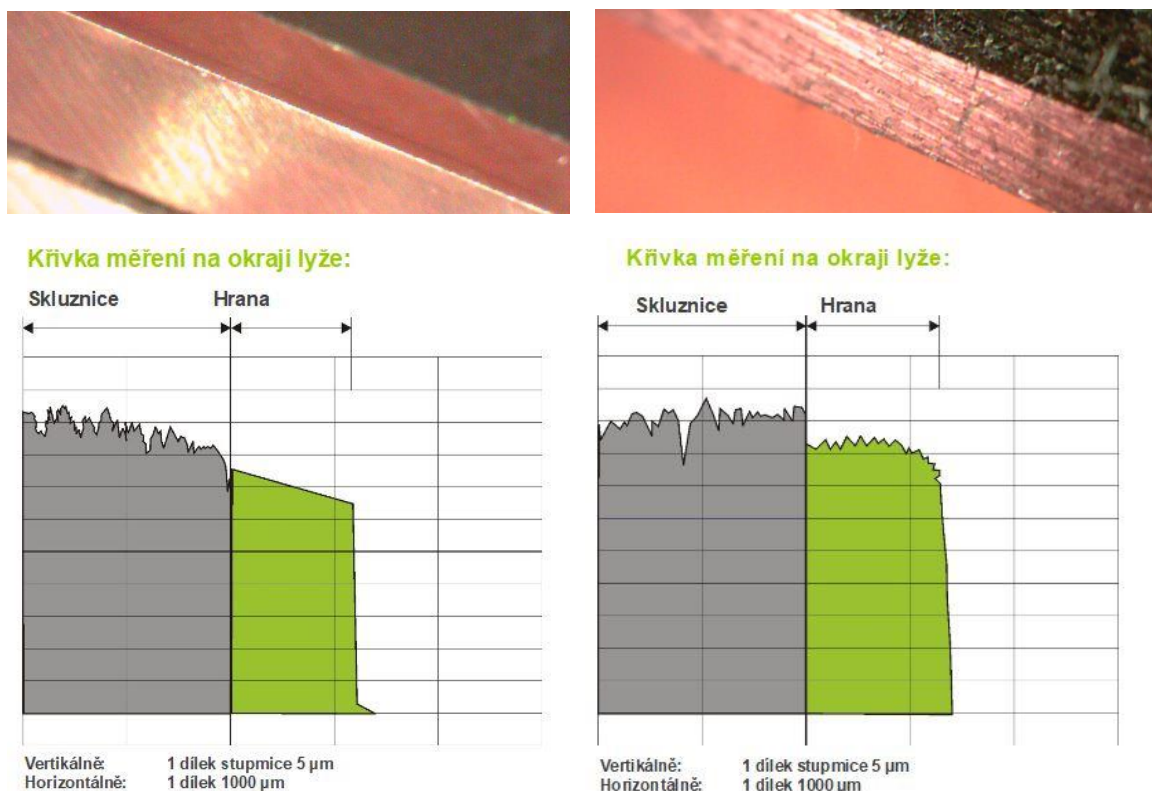 Křivka měření na okraji lyže:
Skluznice Hrana
Vertikálně: 1 dílek stupmice 5 µm
Horizontálně: 1 dílek 1000 µm
Křivka měření na okraji lyže:
Skluznice Hrana
Vertikálně: 1 dílek stupmice 5 µm
Horizontálně: 1 dílek 1000 µm